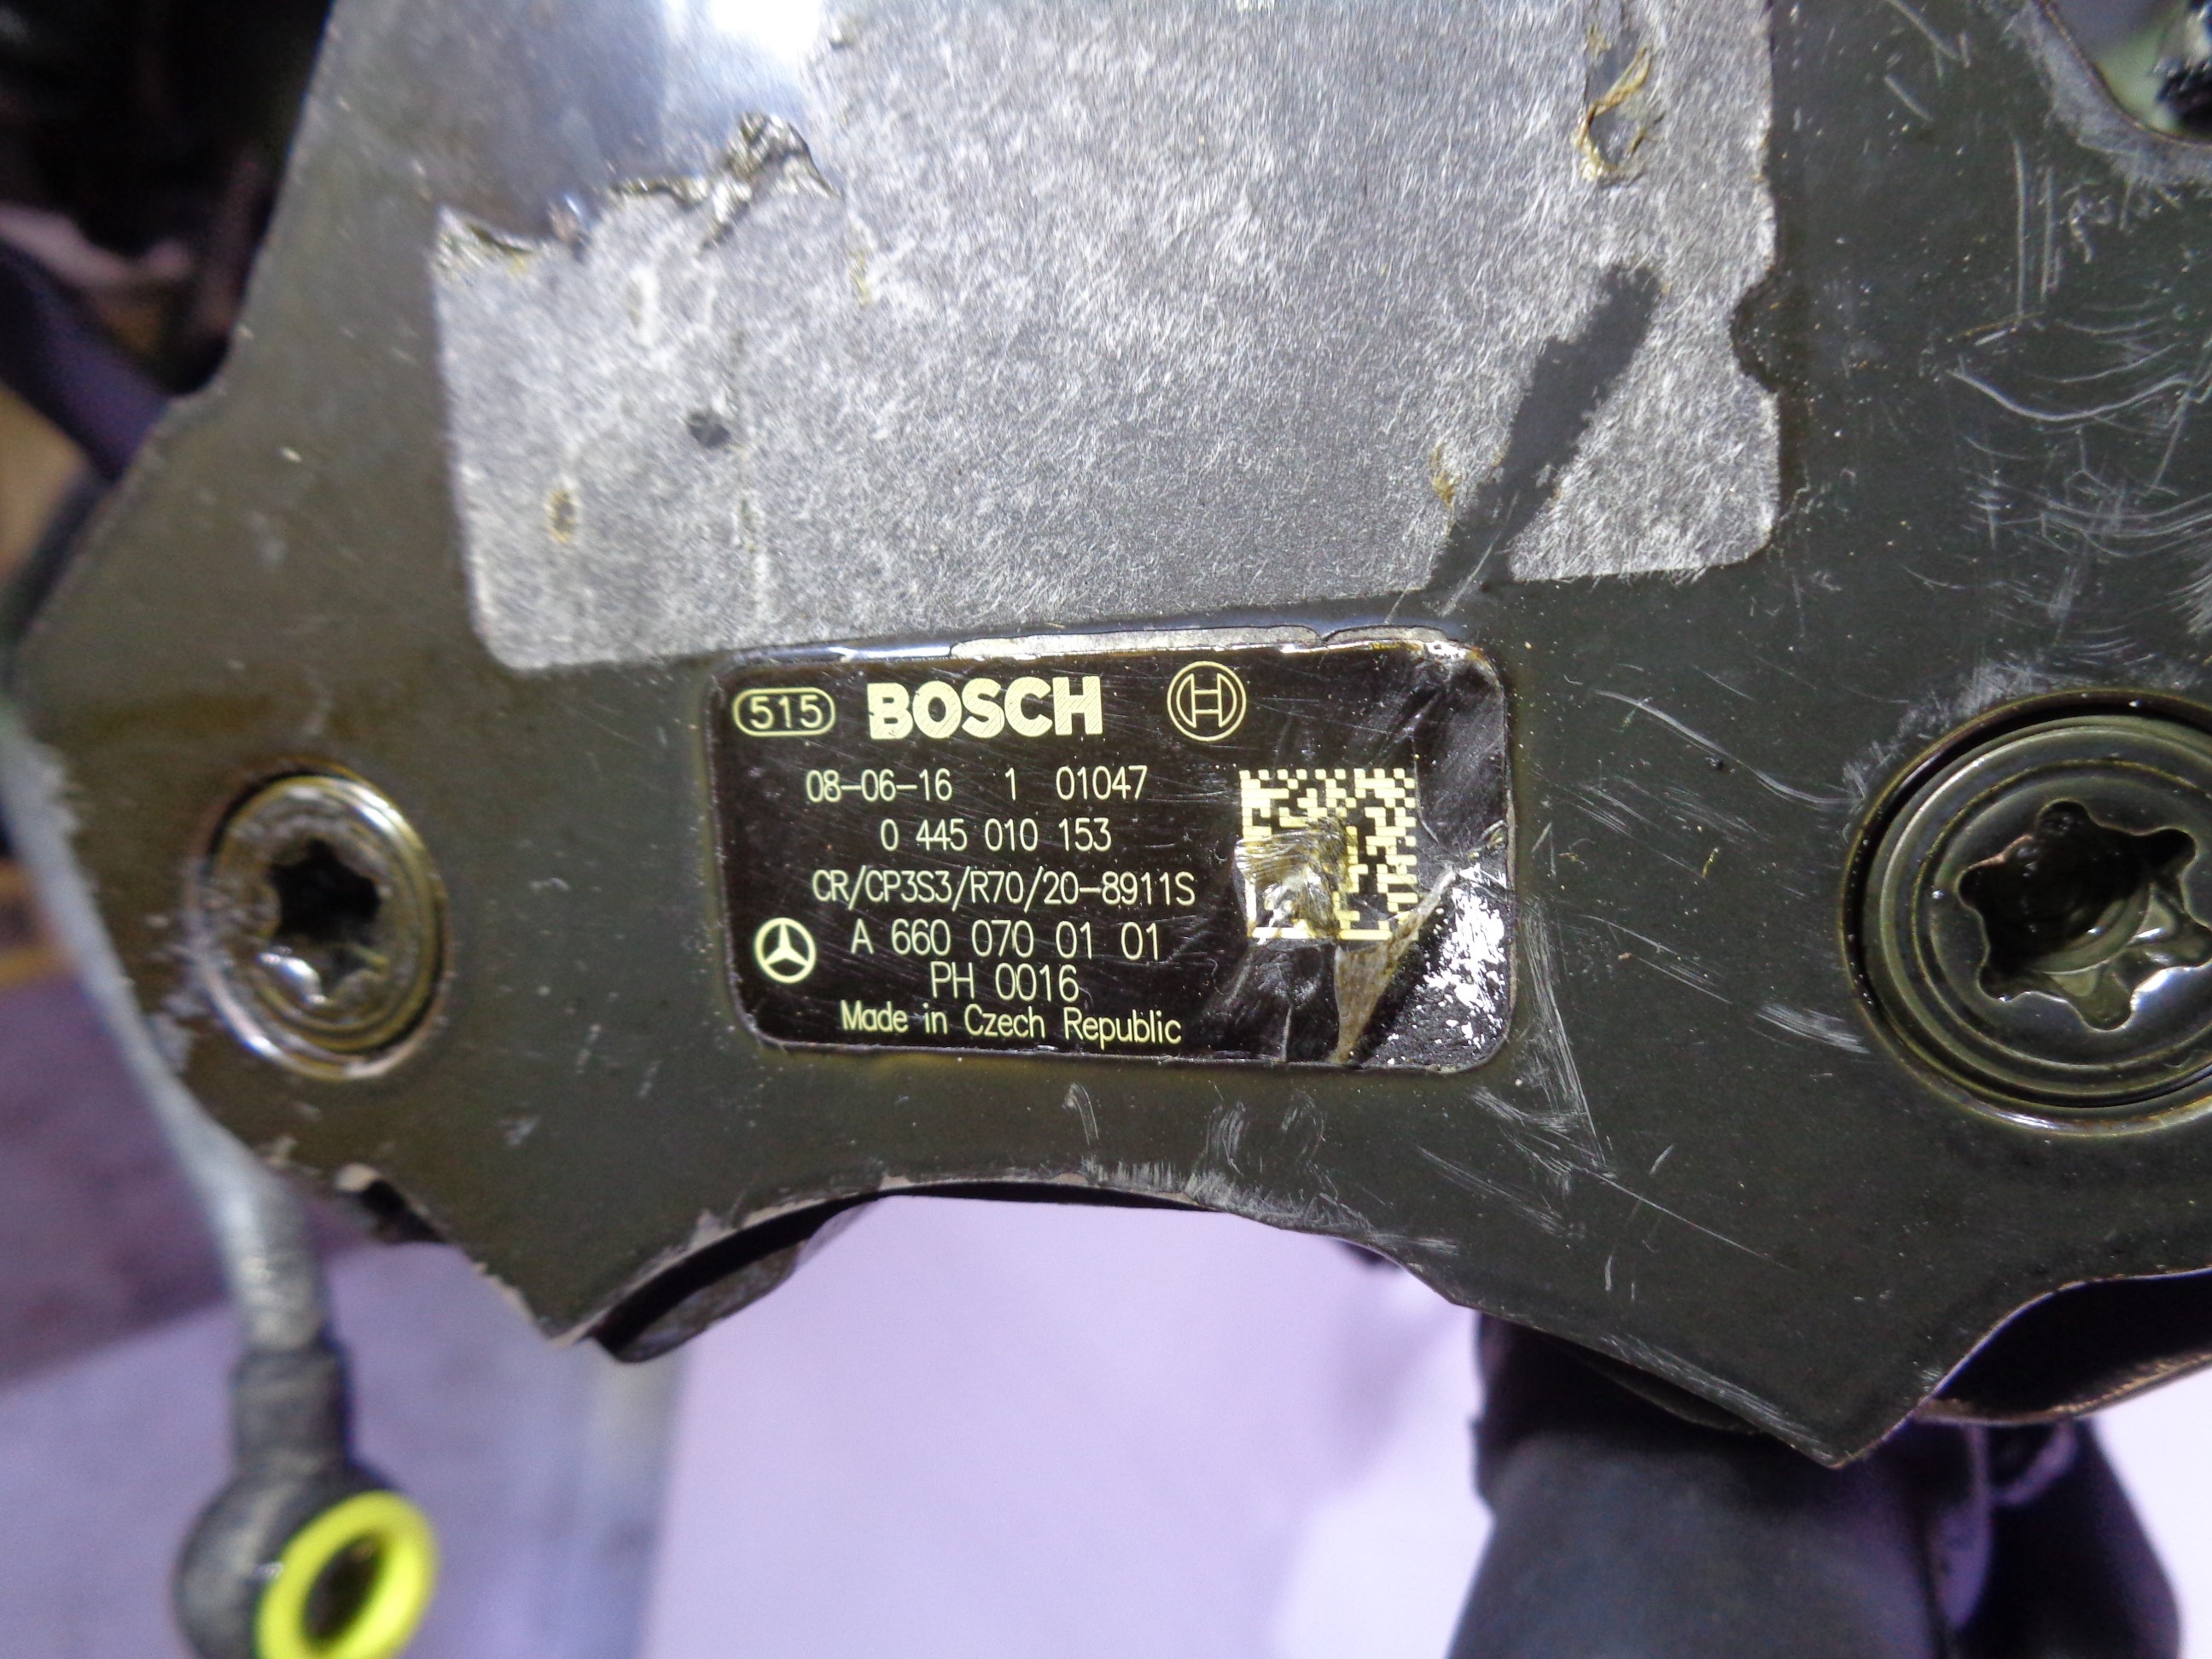 515 BOSCH
08-06-16 1 01047
0 445 010 153
CR/CP3S3/R70/20-8911S
A 660 070 01 01
PH 0016
Made in Czech Republic